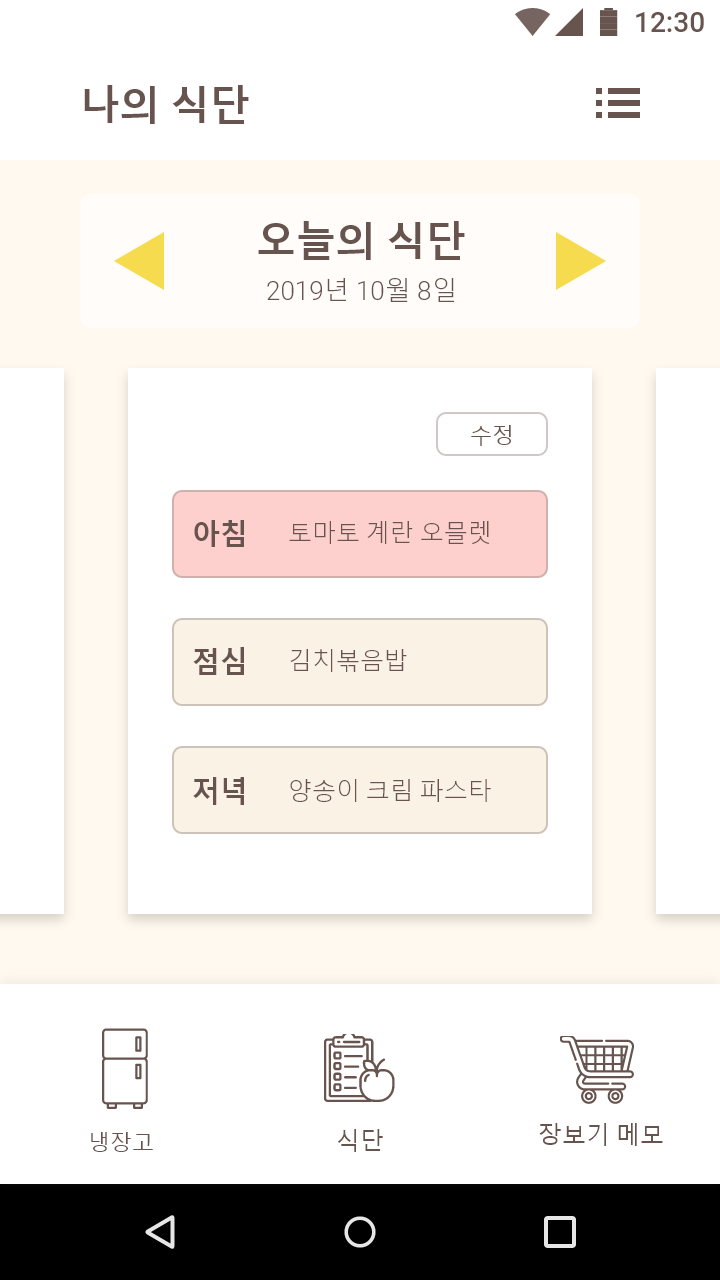 12:30
나의 식단
오늘의 식단
2019년 10월 8일
수정
아침 토마토 계란 오믈렛
점심 김치볶음밥
저녁 양송이 크림 파스타
냉장고 식단 장보기 메모